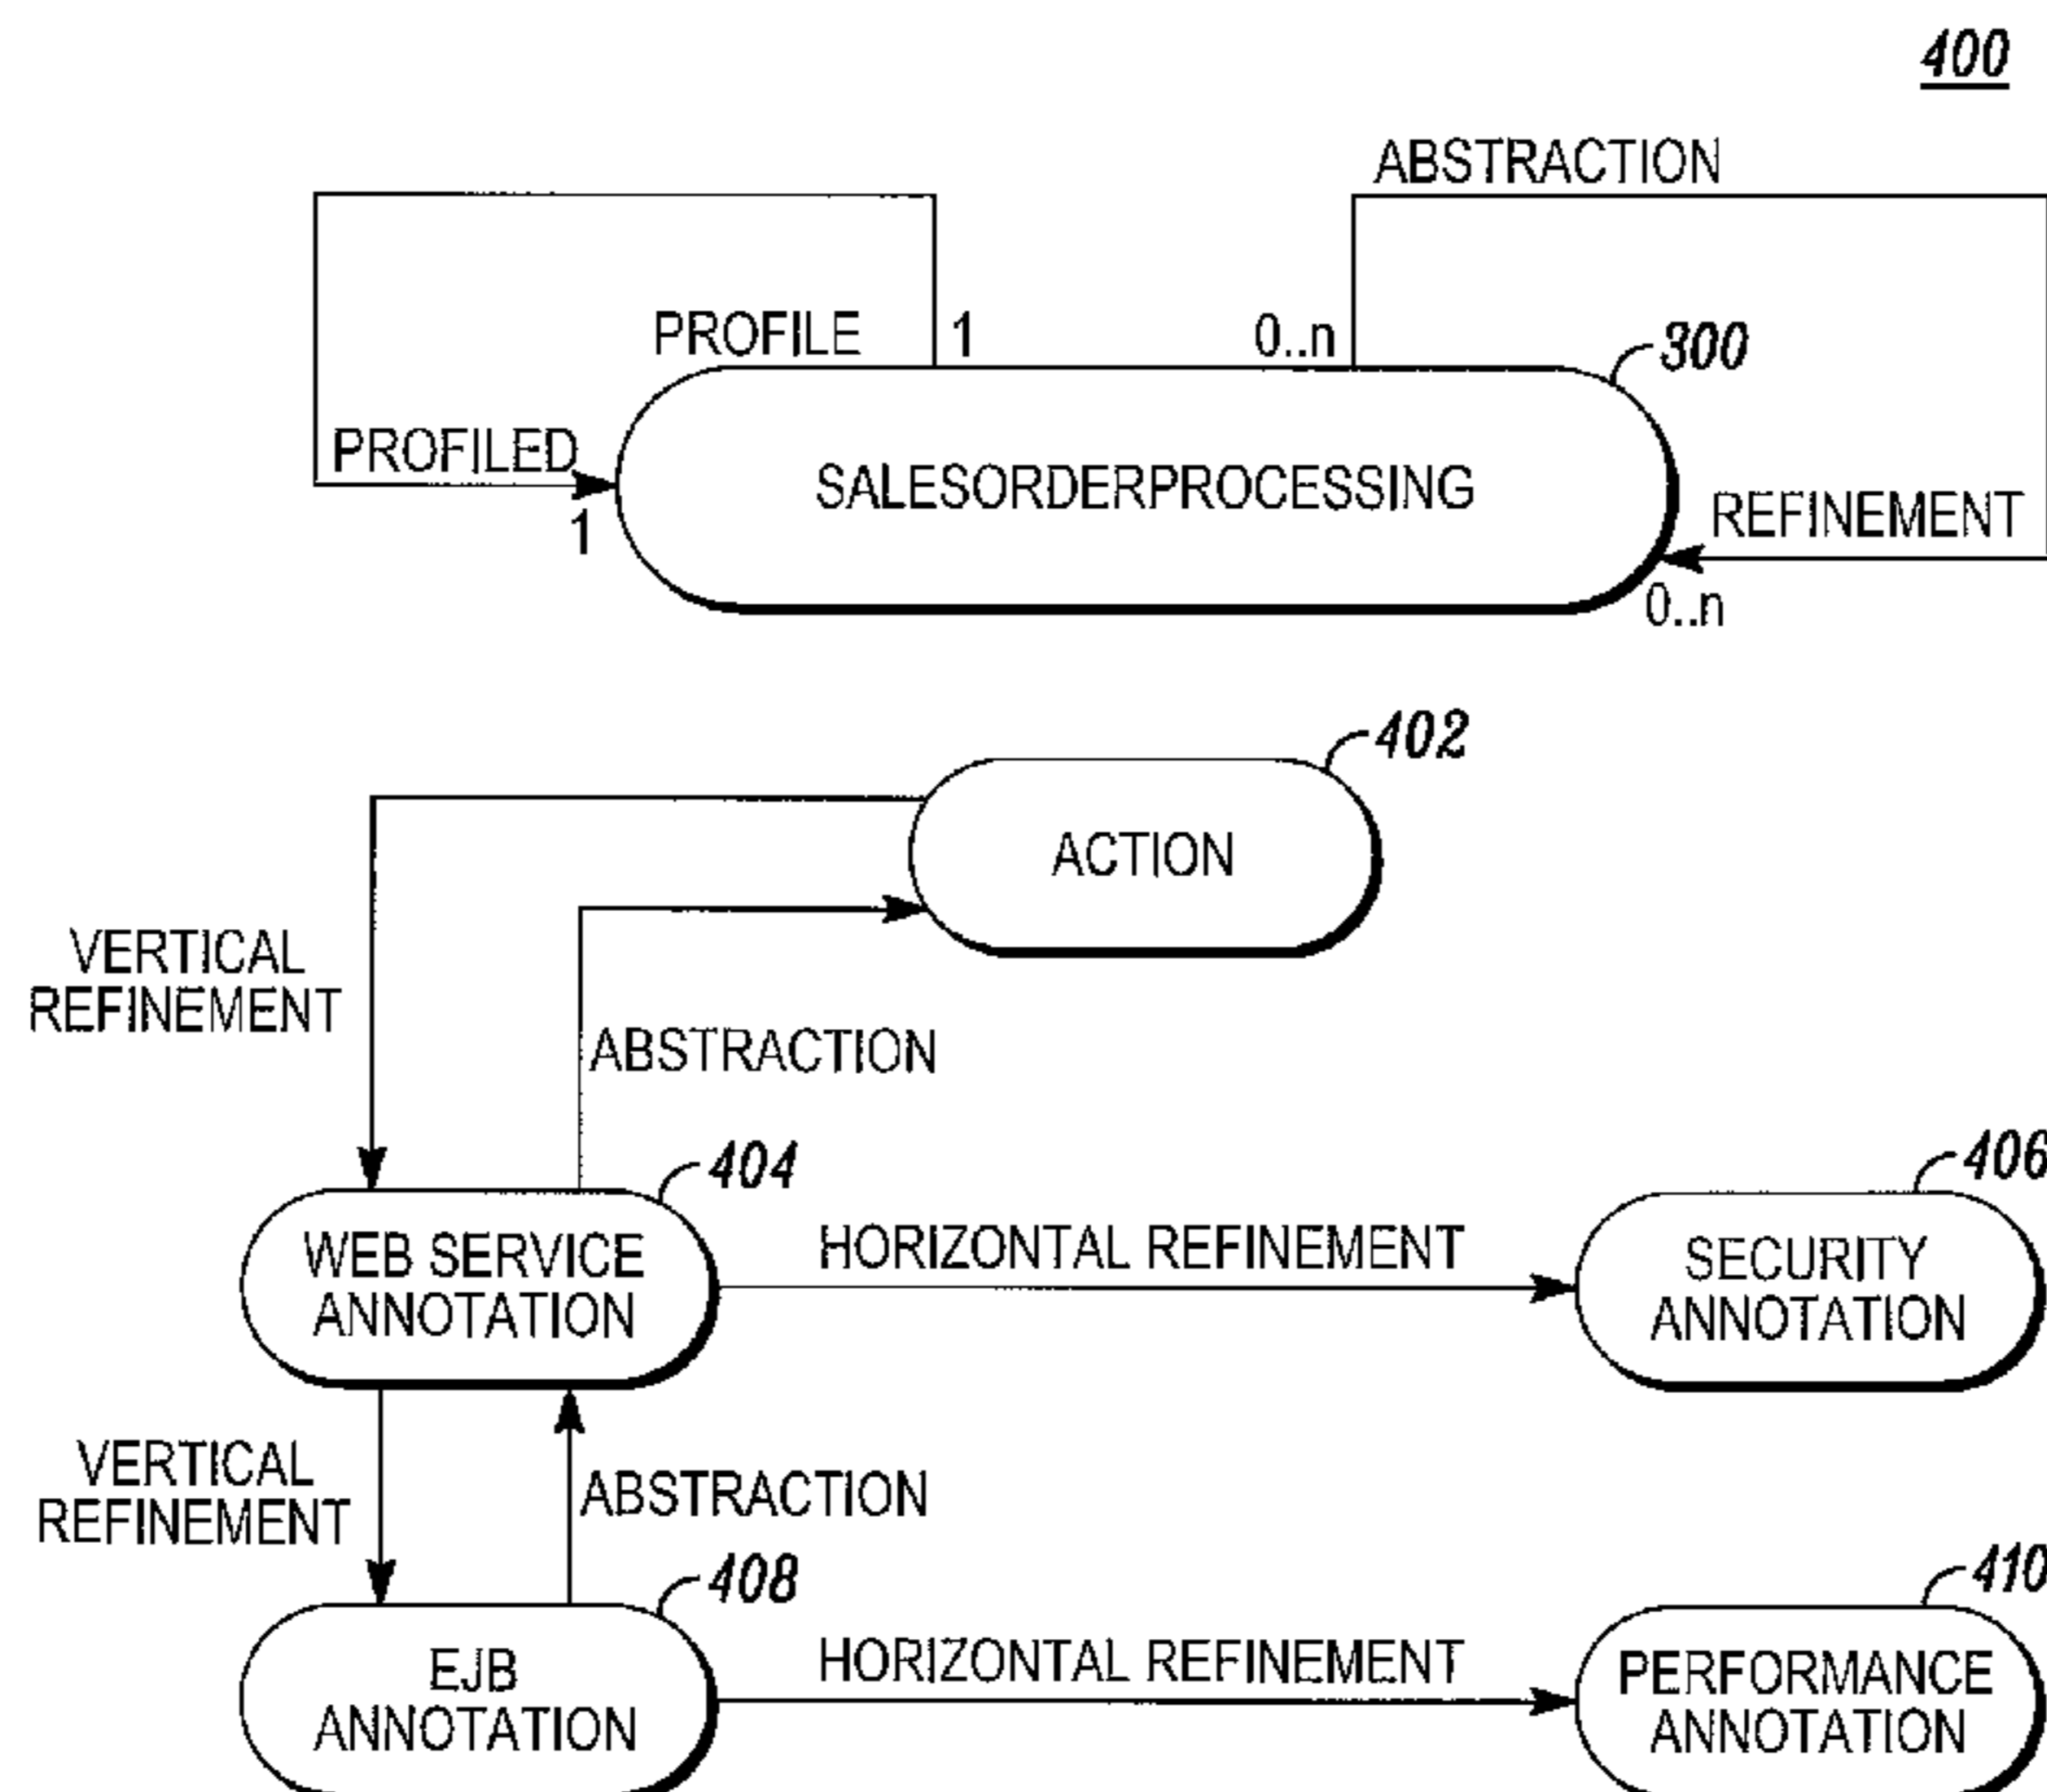 400
ABSTRACTION
PROFILE
1
0..n
300
PROFILED
SALESORDERPROCESSING
1
REFINEMENT
0..n
402
ACTION
VERTICAL
REFINEMENT
ABSTRACTION
404
406
WEB SERVICE
ANNOTATION
HORIZONTAL REFINEMENT
SECURITY
ANNOTATION
VERTICAL
REFINEMENT
ABSTRACTION
408
410
EJB
ANNOTATION
HORIZONTAL REFINEMENT
PERFORMANCE
ANNOTATION